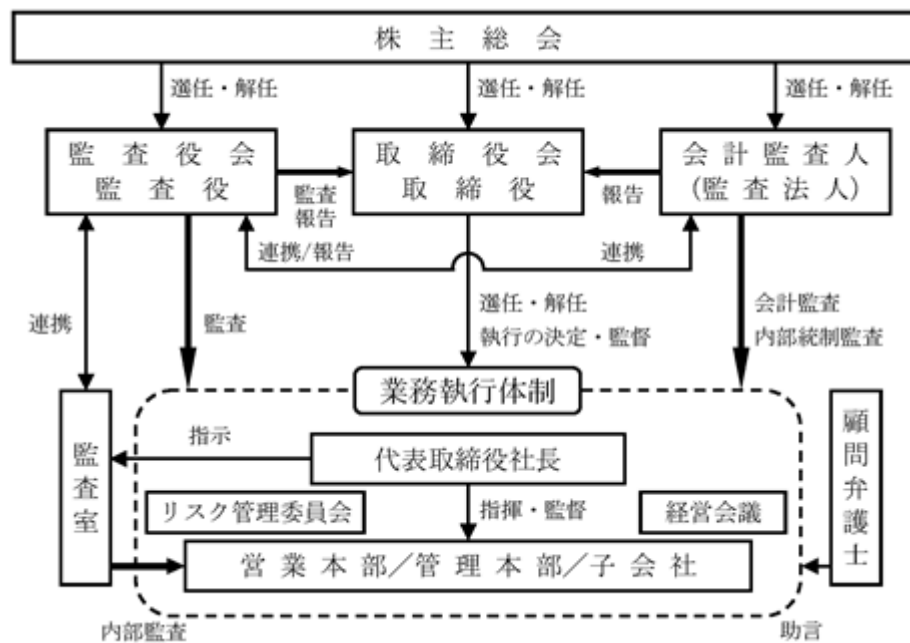 株主総会
選任・解任
選任・解任
選任・解任
監査役会
監査役
監査
報告
取締役会
取締役
報告
会計監査人
(監査法人)
連携/報告
連携
連携
監査
選任・解任
執行の決定・監督
会計監査
内部統制監査
業務執行体制
監査室
指示
代表取締役社長
顧問弁護士
リスク管理委員会
指揮・監督
経営会議
営業本部/管理本部/子会社
内部監査
助言